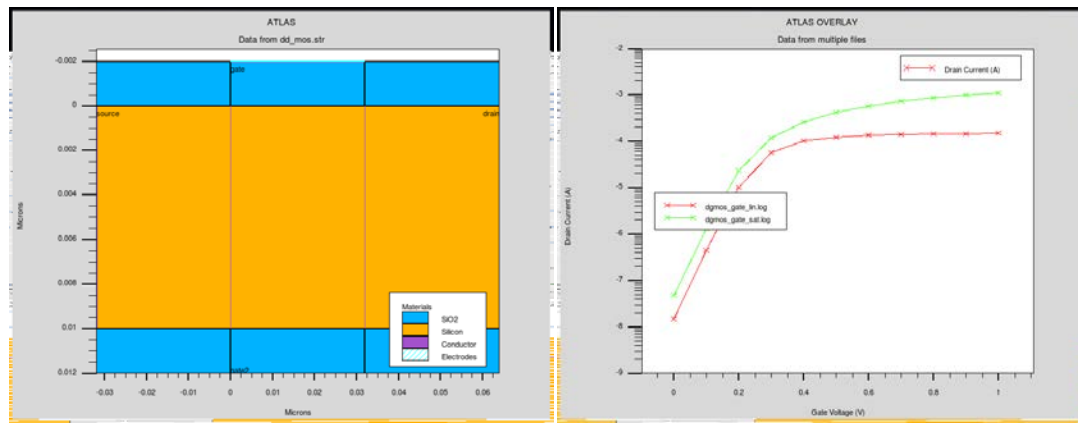 ATLAS
Data from dd_mos.str
-0.002
0
0.002
0.004
0.006
0.008
0.01
0.012
Microns
gate
source
drain
Materials
SiO2
Silicon
Conductor
Electrodes
-0.03
-0.02
-0.01
0
0.01
0.02
0.03
0.04
0.05
0.06
Microns
ATLAS OVERLAY
Data from multiple files
Drain Current (A)
-2
-3
-4
-5
-6
-7
-8
-9
Drain Current (A)
dgmos_gate_lin.log
dgmos_gate_sat.log
0
0.2
0.4
0.6
0.8
1
Gate Voltage (V)